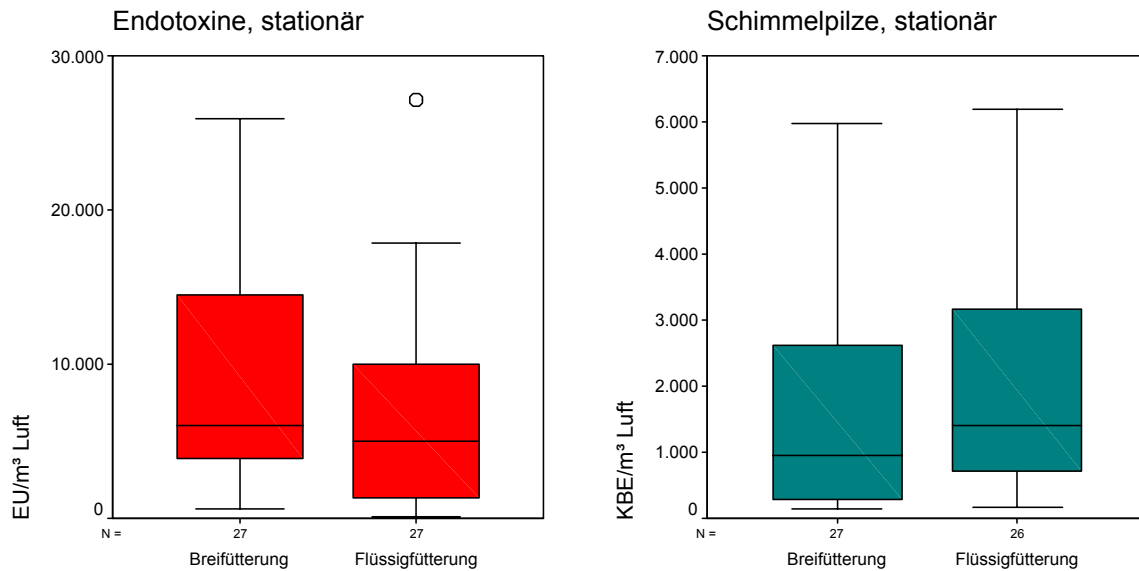 Endotoxine, stationär
30.000
20.000
10.000
0
EU/m³ Luft
N = 27 27
Breifütterung Flüssigfütterung
Schimmelpilze, stationär
7.000
6.000
5.000
4.000
3.000
2.000
1.000
0
KBE/m³ Luft
N = 27 26
Breifütterung Flüssigfütterung